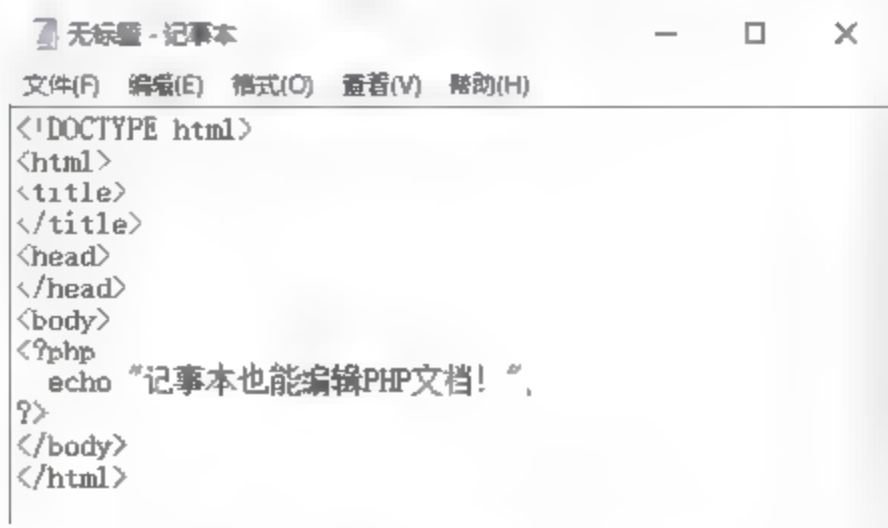 无标题 - 记事本
文件(F) 编辑(E) 格式(O) 查看(V) 帮助(H)
<!DOCTYPE html>
<html>
<title>
</title>
<head>
</head>
<body>
<?php
  echo "记事本也能编辑PHP文档！";
?>
</body>
</html>